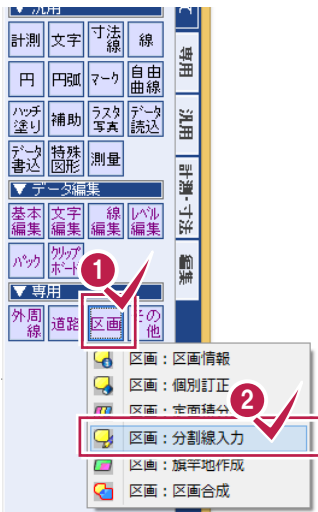 ▼ 汎用
計測 文字 寸法線 線
円 円弧 マーク 自由曲線
ハッチ塗り 補助 ラスタ写真 データ読込
データ書込 特殊図形 測量
▼ データ編集
基本編集 文字編集 線編集 レベル編集
パック クリップボード
▼ 専用
外周線 道路 区画 その他
専用
汎用
計測・寸法
編集
1
区画：区画情報
区画：個別訂正
区画：定面積分
2
区画：分割線入力
区画：旗竿地作成
区画：区画合成